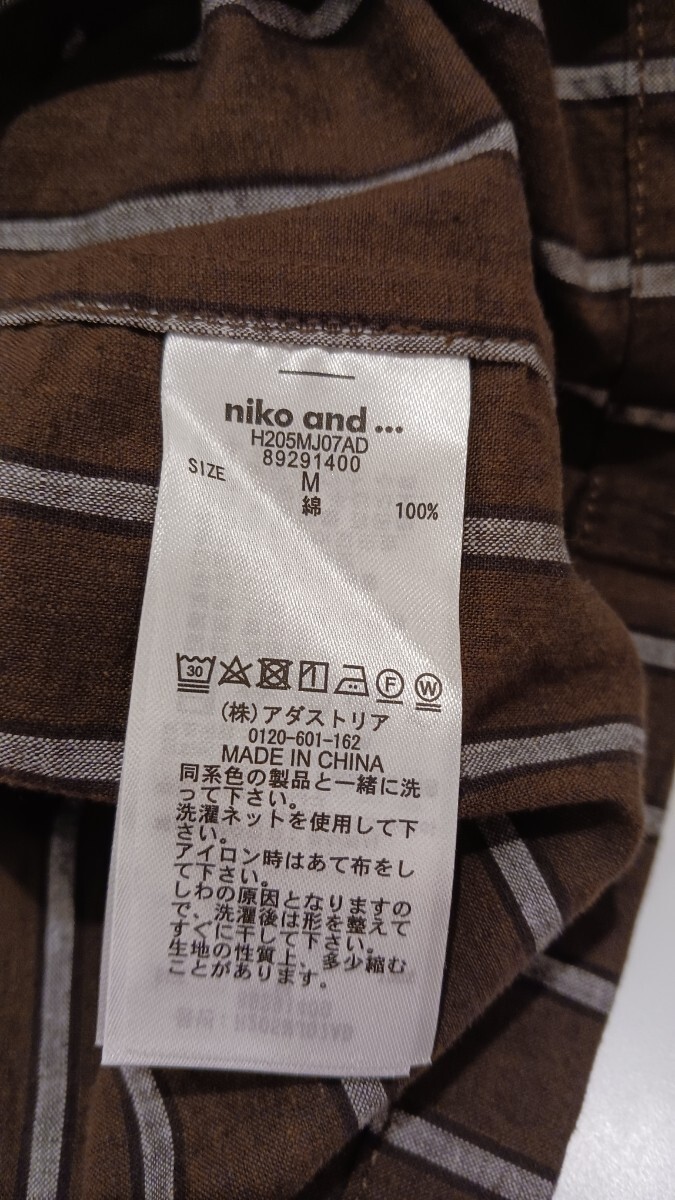 niko and ...
H205MJ07AD
89291400
SIZE M
綿 100%
30 F W
(株)アダストリア
0120-601-162
MADE IN CHINA
同系色の製品と一緒に洗
って下さい。
洗濯ネットを使用して下
さい。
アイロン時はあて布をし
て下さい。
しわの原因となりますの
で、洗濯後は形を整えて
すぐに干して下さい。
生地の性質上、多少縮む
ことがあります。